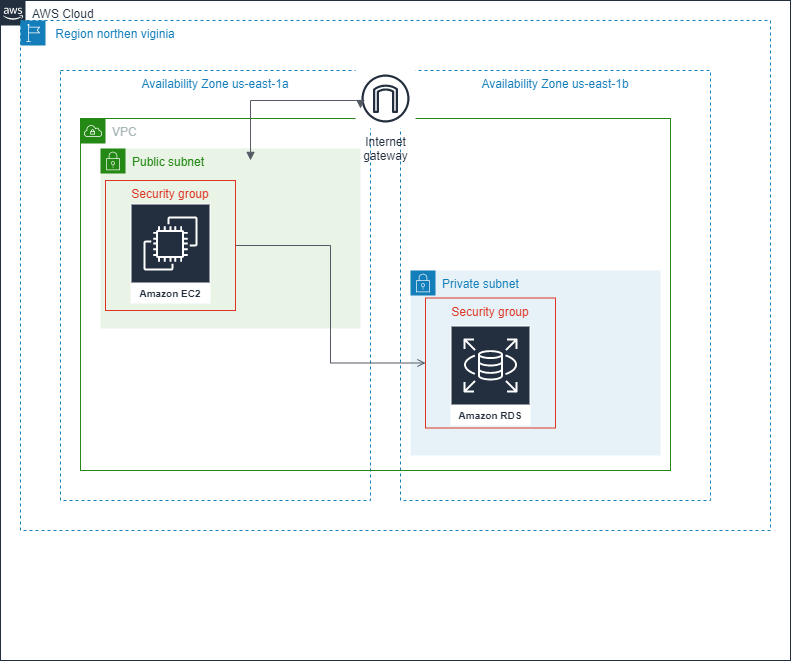 aws
AWS Cloud
Region northen viginia
Availability Zone us-east-1a
Availability Zone us-east-1b
VPC
Internet
gateway
Public subnet
Security group
Amazon EC2
Private subnet
Security group
Amazon RDS